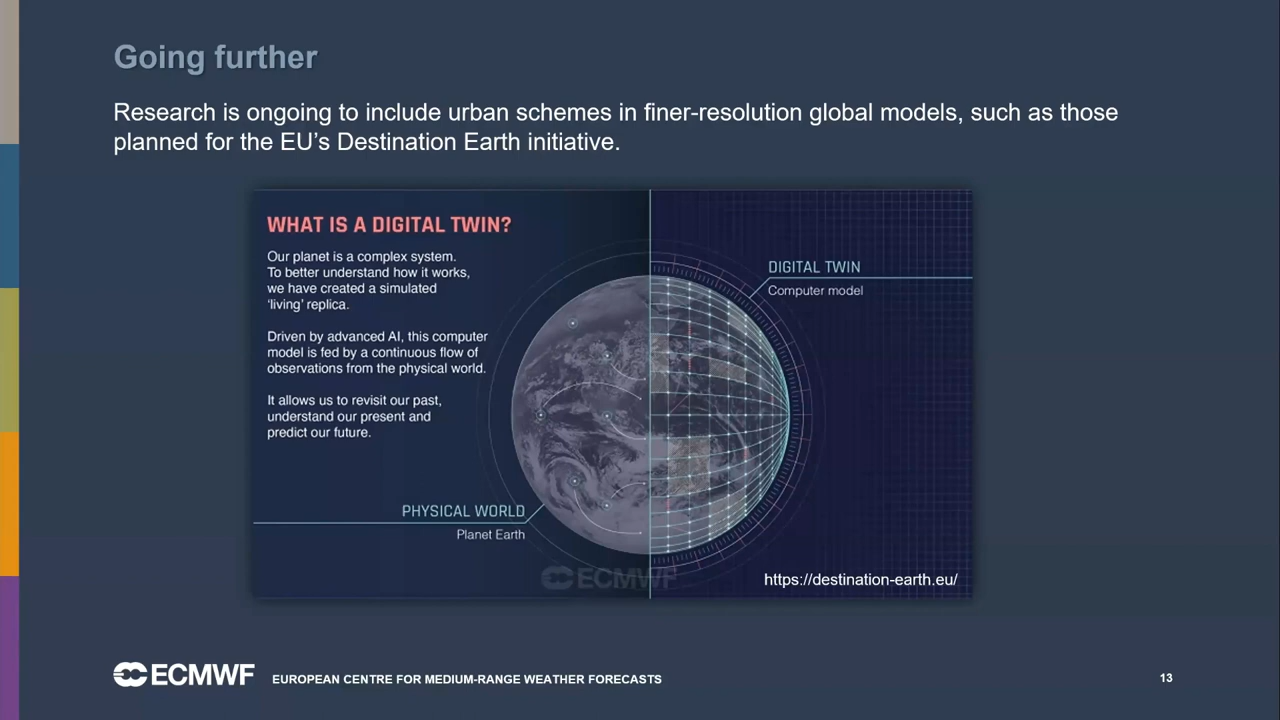 Going further
Research is ongoing to include urban schemes in finer-resolution global models, such as those
planned for the EU’s Destination Earth initiative.
WHAT IS A DIGITAL TWIN?
Our planet is a complex system.
To better understand how it works,
we have created a simulated
‘living’ replica.
Driven by advanced AI, this computer
model is fed by a continuous flow of
observations from the physical world.
It allows us to revisit our past,
understand our present and
predict our future.
DIGITAL TWIN
Computer model
PHYSICAL WORLD
Planet Earth
ECMWF
https://destination-earth.eu/
ECMWF
EUROPEAN CENTRE FOR MEDIUM-RANGE WEATHER FORECASTS
13